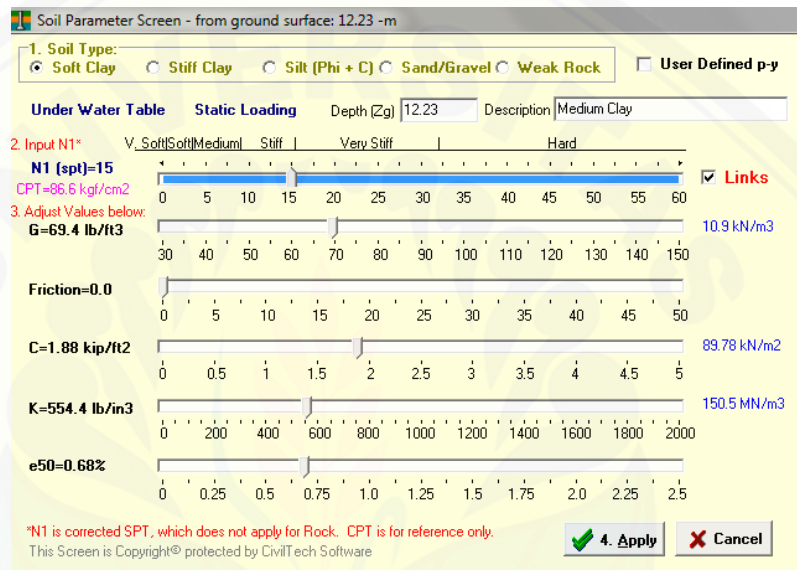 Soil Parameter Screen - from ground surface: 12.23 -m
1. Soil Type:
Soft Clay Stiff Clay Silt (Phi + C) Sand/Gravel Weak Rock User Defined p-y
Under Water Table Static Loading Depth (Zg) 12.23 Description Medium Clay
2. Input N1* V. Soft|Soft|Medium| Stiff | Very Stiff | Hard
N1 (spt)=15 Links
CPT=86.6 kgf/cm2
0 5 10 15 20 25 30 35 40 45 50 55 60
3. Adjust Values below:
G=69.4 lb/ft3 10.9 kN/m3
30 40 50 60 70 80 90 100 110 120 130 140 150
Friction=0.0
0 5 10 15 20 25 30 35 40 45 50
C=1.88 kip/ft2 89.78 kN/m2
0 0.5 1 1.5 2 2.5 3 3.5 4 4.5 5
K=554.4 lb/in3 150.5 MN/m3
0 200 400 600 800 1000 1200 1400 1600 1800 2000
e50=0.68%
0 0.25 0.5 0.75 1.0 1.25 1.5 1.75 2.0 2.25 2.5
*N1 is corrected SPT, which does not apply for Rock. CPT is for reference only.
This Screen is Copyright© protected by CivilTech Software
4. Apply Cancel